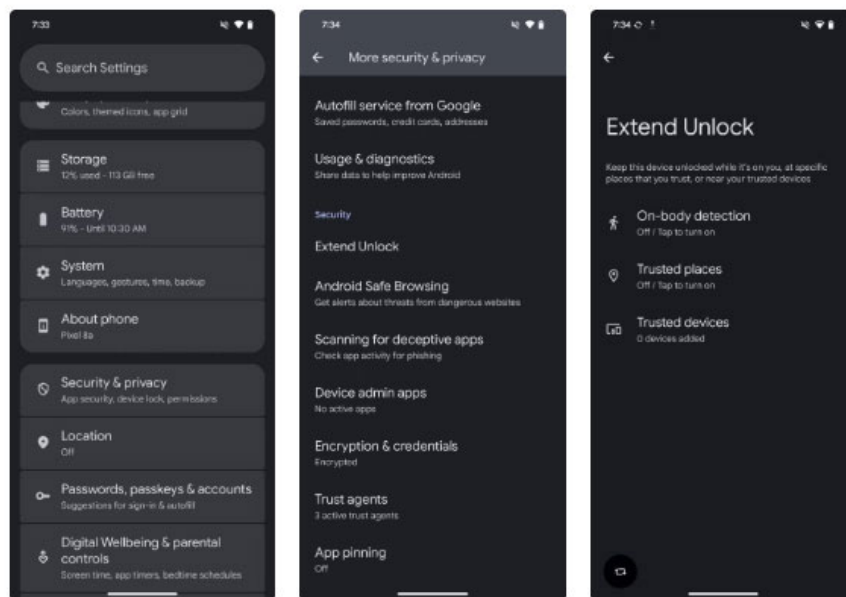 7:33
Search Settings
Colors, themed icons, app grid
Storage
12% used - 113 GB free
Battery
91% - Until 10:30 AM
System
Languages, gestures, time, backup
About phone
Pixel 8a
Security & privacy
App security, device lock, permissions
Location
Off
Passwords, passkeys & accounts
Suggestions for sign-in & autofill
Digital Wellbeing & parental
controls
Screen time, app timers, bedtime schedules
7:34
More security & privacy
Autofill service from Google
Saved passwords, credit cards, addresses
Usage & diagnostics
Share data to help improve Android
Security
Extend Unlock
Android Safe Browsing
Get alerts about threats from dangerous websites
Scanning for deceptive apps
Check app activity for phishing
Device admin apps
No active apps
Encryption & credentials
Encrypted
Trust agents
3 active trust agents
App pinning
Off
7:34
Extend Unlock
Keep this device unlocked while it's on you, at specific
places that you trust, or near your trusted devices
On-body detection
Off / Tap to turn on
Trusted places
Off / Tap to turn on
Trusted devices
0 devices added